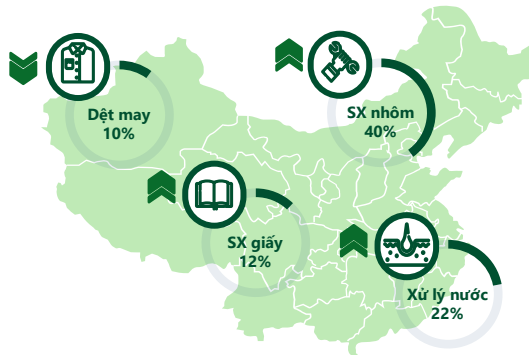 Dệt may
10%
SX nhôm
40%
SX giấy
12%
Xử lý nước
22%